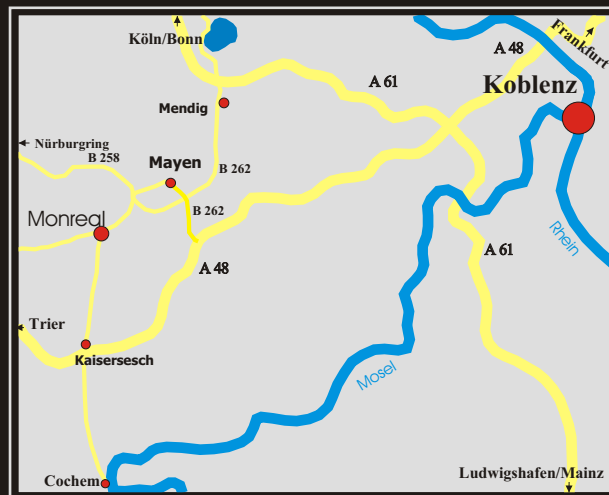 Köln/Bonn
A 48
Frankfurt
A 61
Koblenz
Mendig
Nürburgring
B 258
Mayen
B 262
B 262
Monreal
Rhein
A 61
A 48
Trier
Kaisersesch
Mosel
Cochem
Ludwigshafen/Mainz